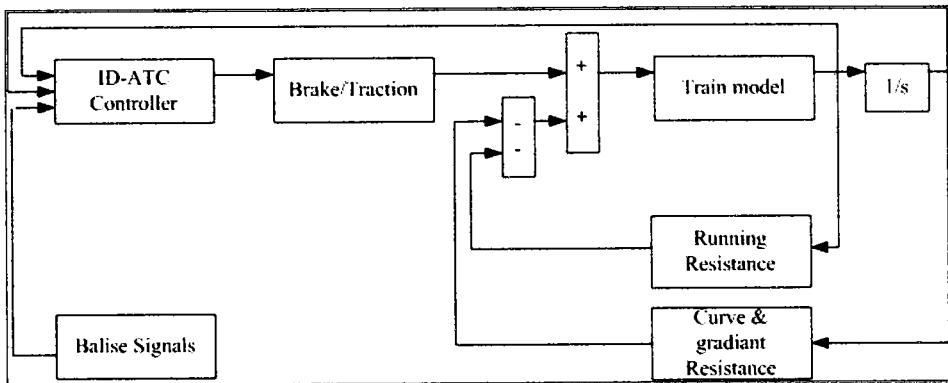 ID-ATC
Controller
Brake/Traction
+
+
-
-
Train model
1/s
Running
Resistance
Curve &
gradiant
Resistance
Balise Signals